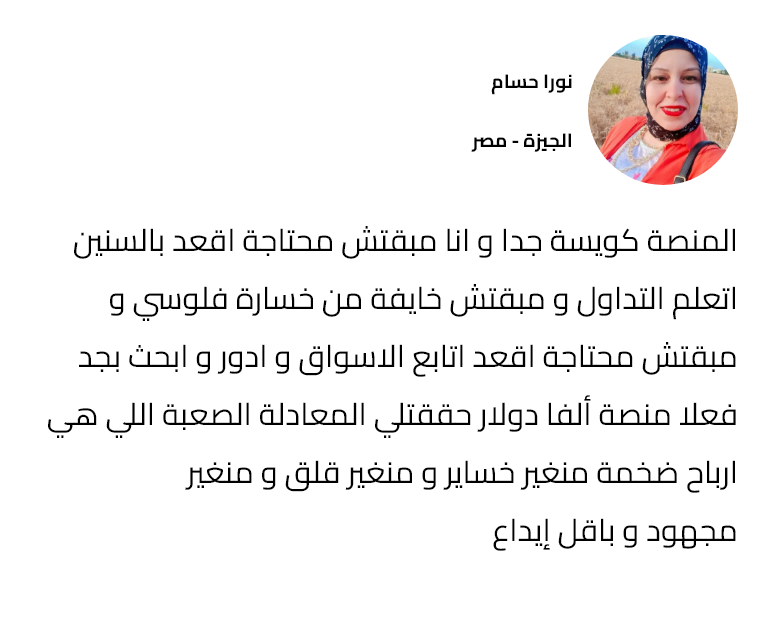 نورا حسام
الجيزة - مصر
المنصة كويسة جدا و انا مبقتش محتاجة اقعد بالسنين
اتعلم التداول و مبقتش خايفة من خسارة فلوسي و
مبقتش محتاجة اقعد اتابع الاسواق و ادور و ابحث بجد
فعلا منصة ألفا دولار حققتلي المعادلة الصعبة اللي هي
ارباح ضخمة منغير خساير و منغير قلق و منغير
مجهود و باقل إيداع